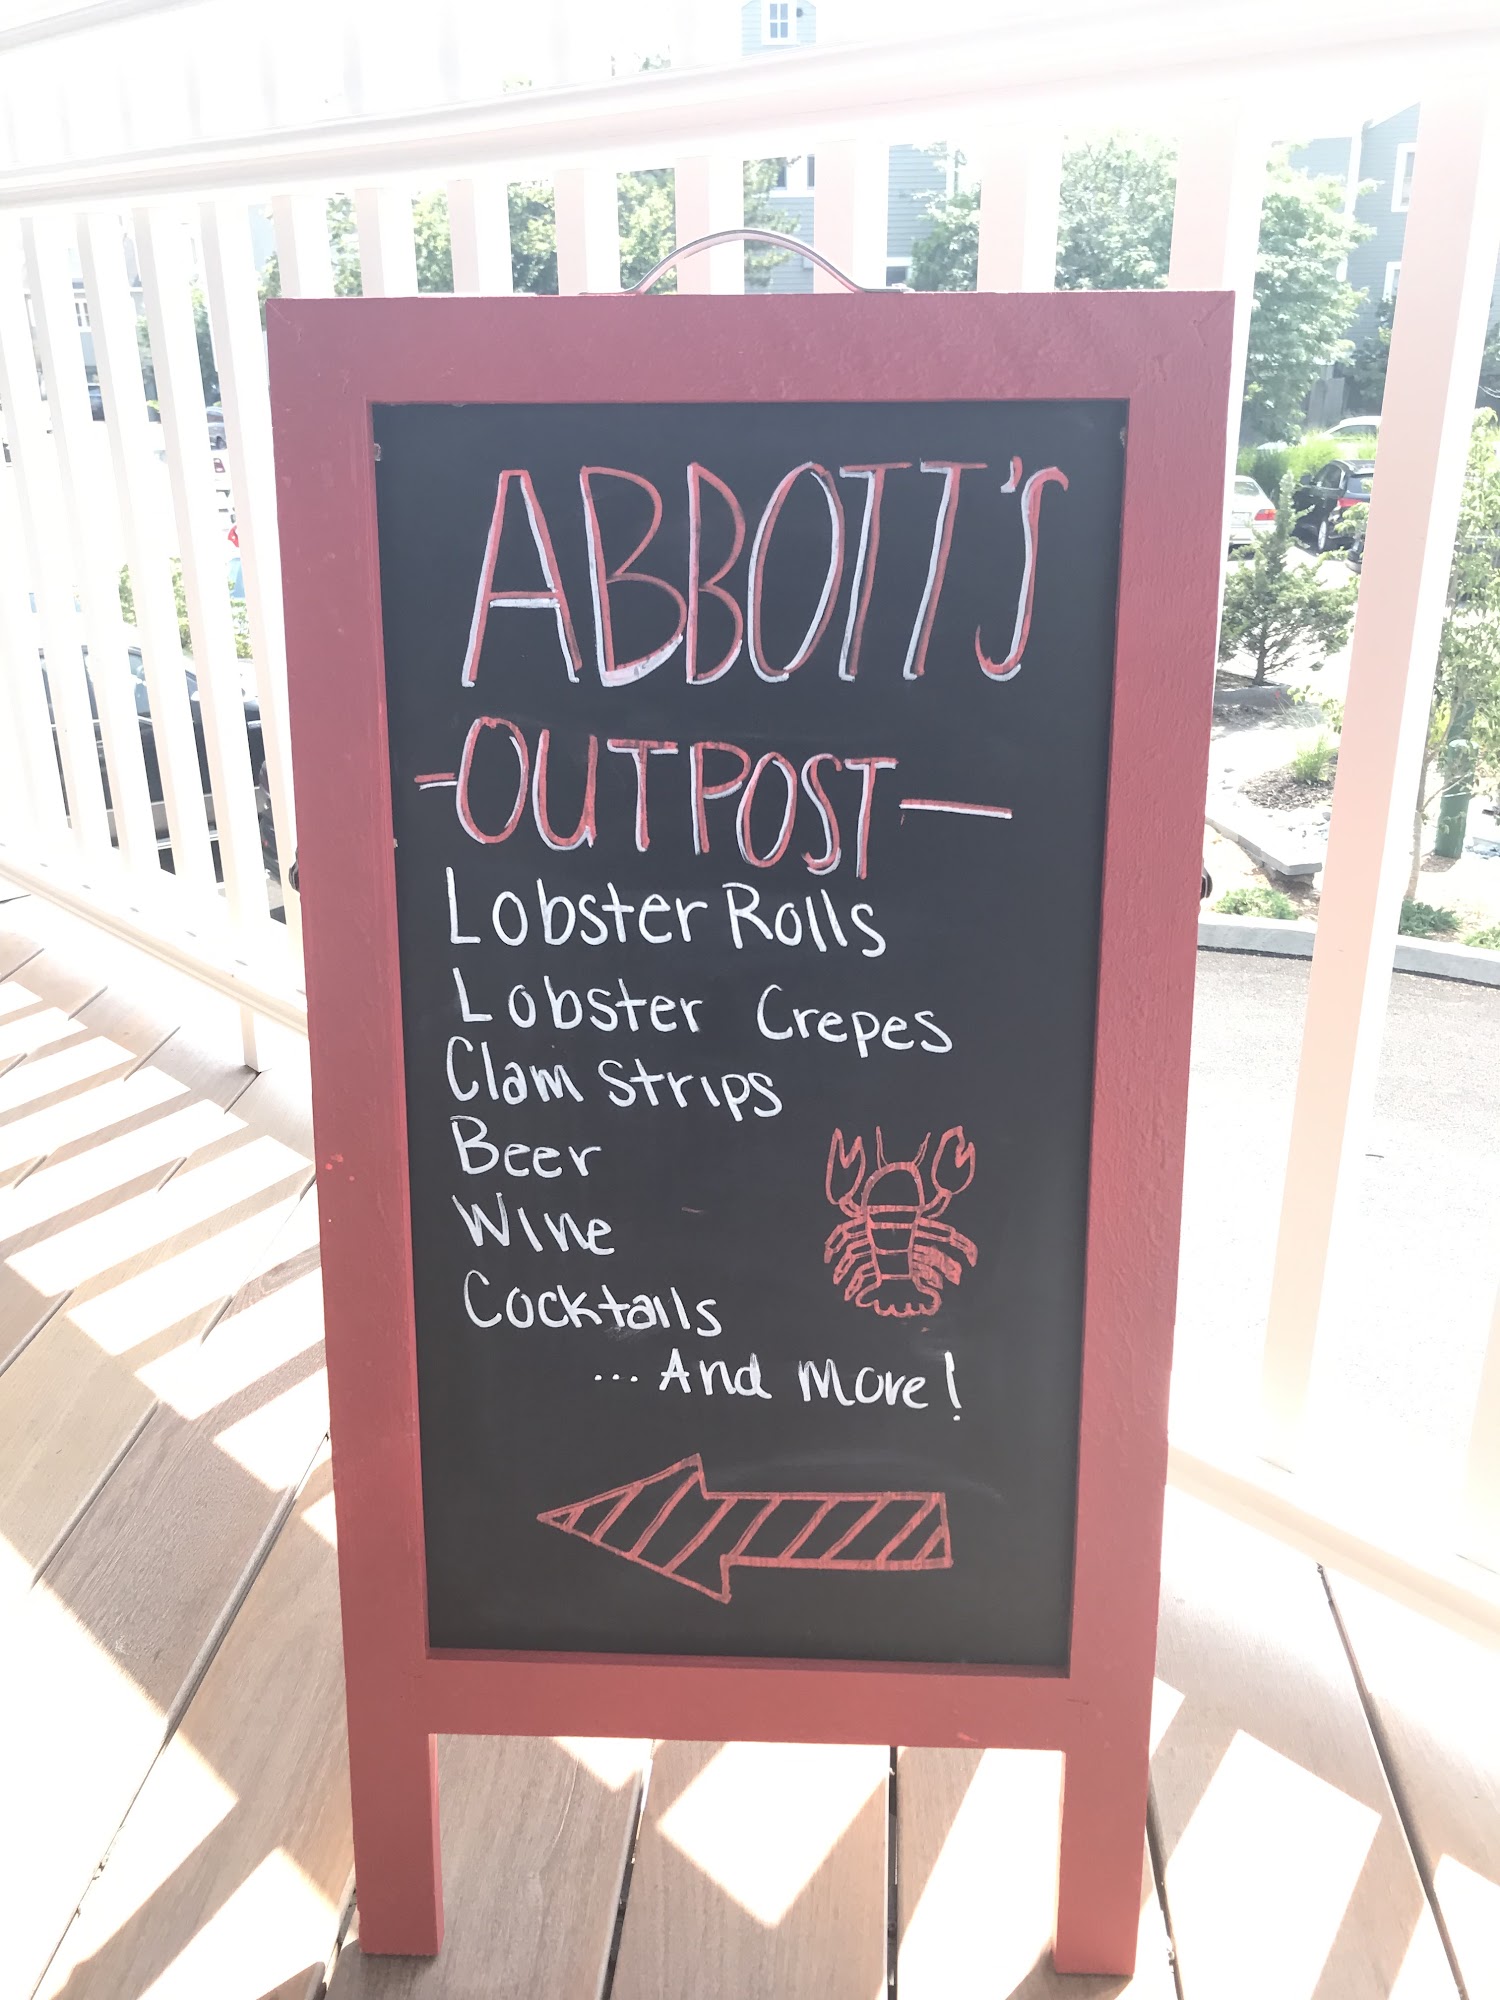 ABBOTT'S
-OUTPOST-
Lobster Rolls
Lobster Crepes
Clam Strips
Beer
Wine
Cocktails
...And More!